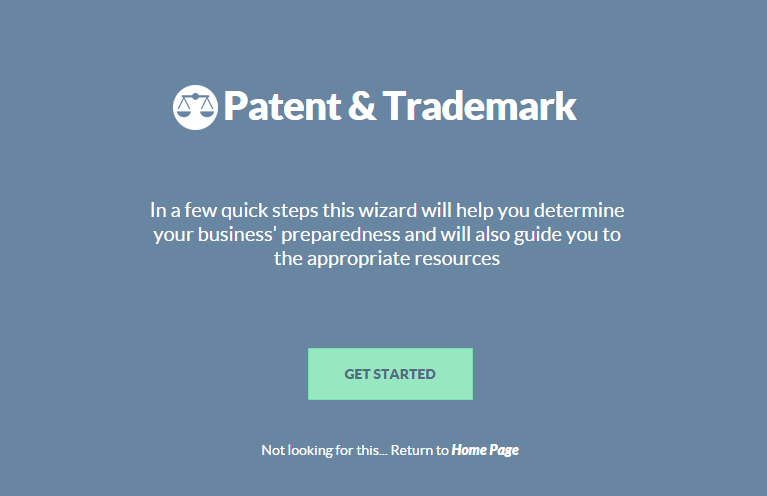 Patent & Trademark
In a few quick steps this wizard will help you determine
your business' preparedness and will also guide you to
the appropriate resources
GET STARTED
Not looking for this... Return to Home Page